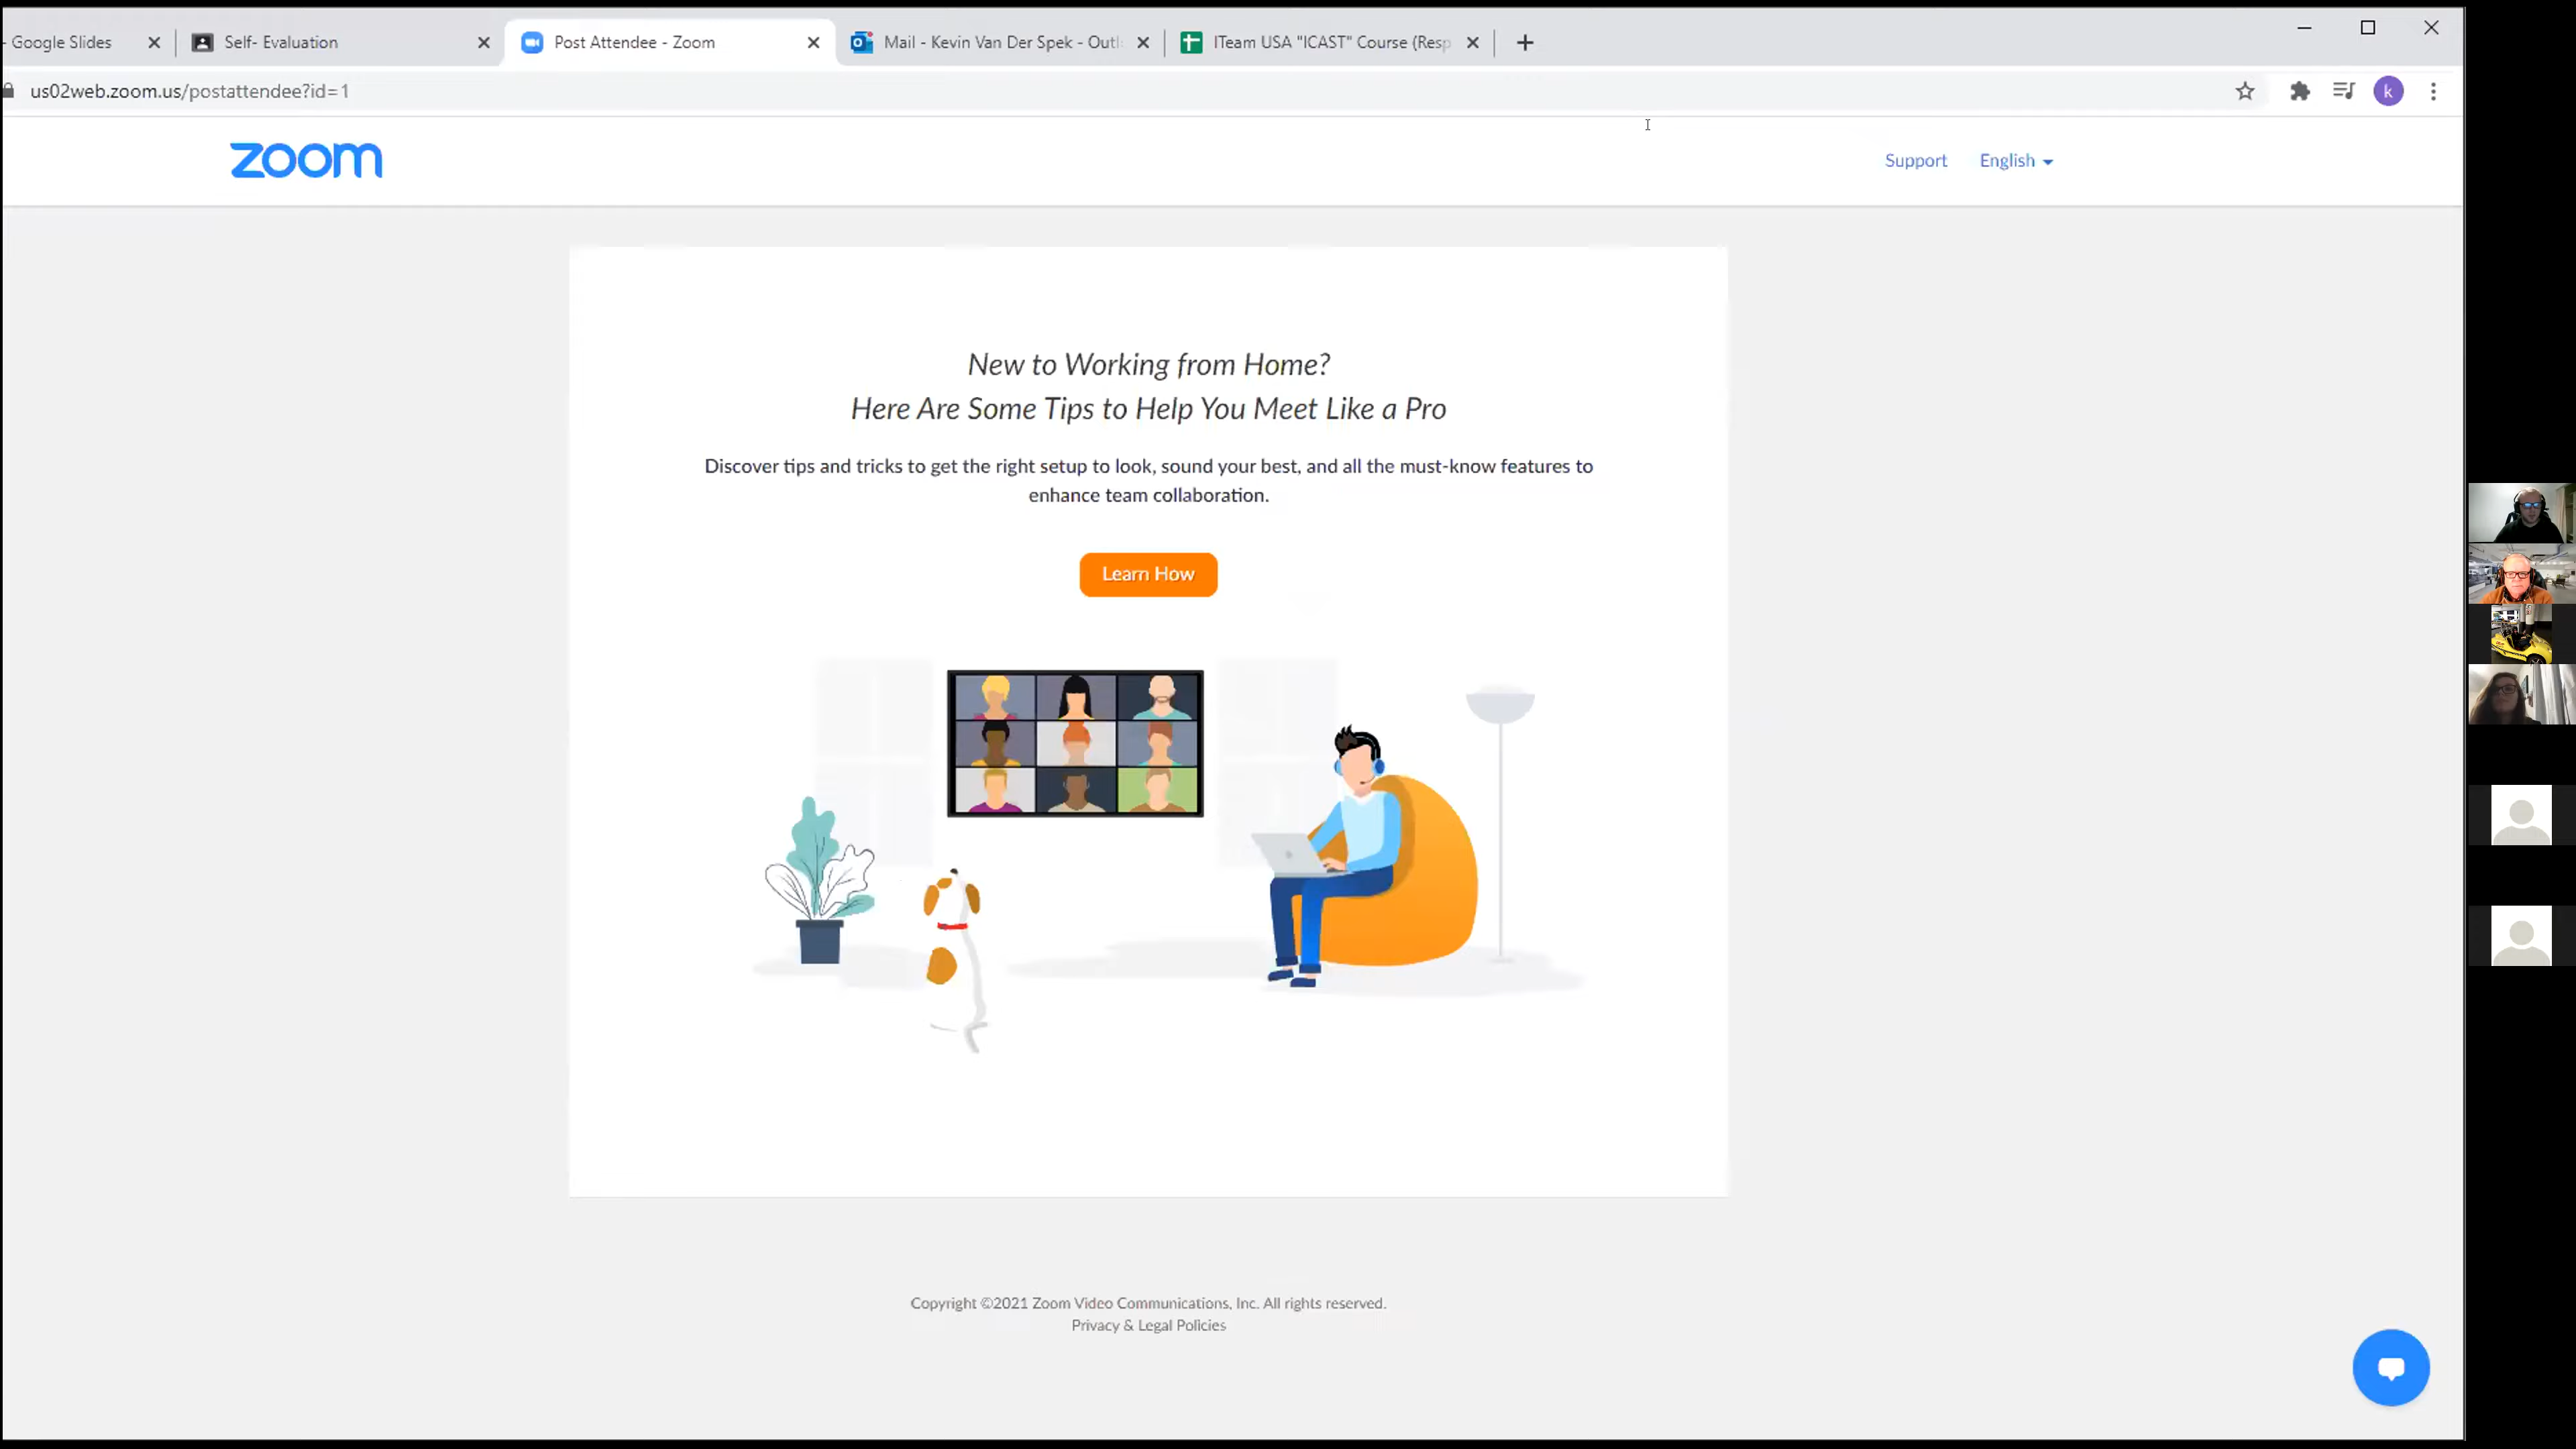 - Google Slides
Self- Evaluation
Post Attendee - Zoom
Mail - Kevin Van Der Spek - Outl
ITeam USA "ICAST" Course (Resp
us02web.zoom.us/postattendee?id=1
k
zoom
Support
English
New to Working from Home?
Here Are Some Tips to Help You Meet Like a Pro
Discover tips and tricks to get the right setup to look, sound your best, and all the must-know features to
enhance team collaboration.
Learn How
Copyright ©2021 Zoom Video Communications, Inc. All rights reserved.
Privacy & Legal Policies